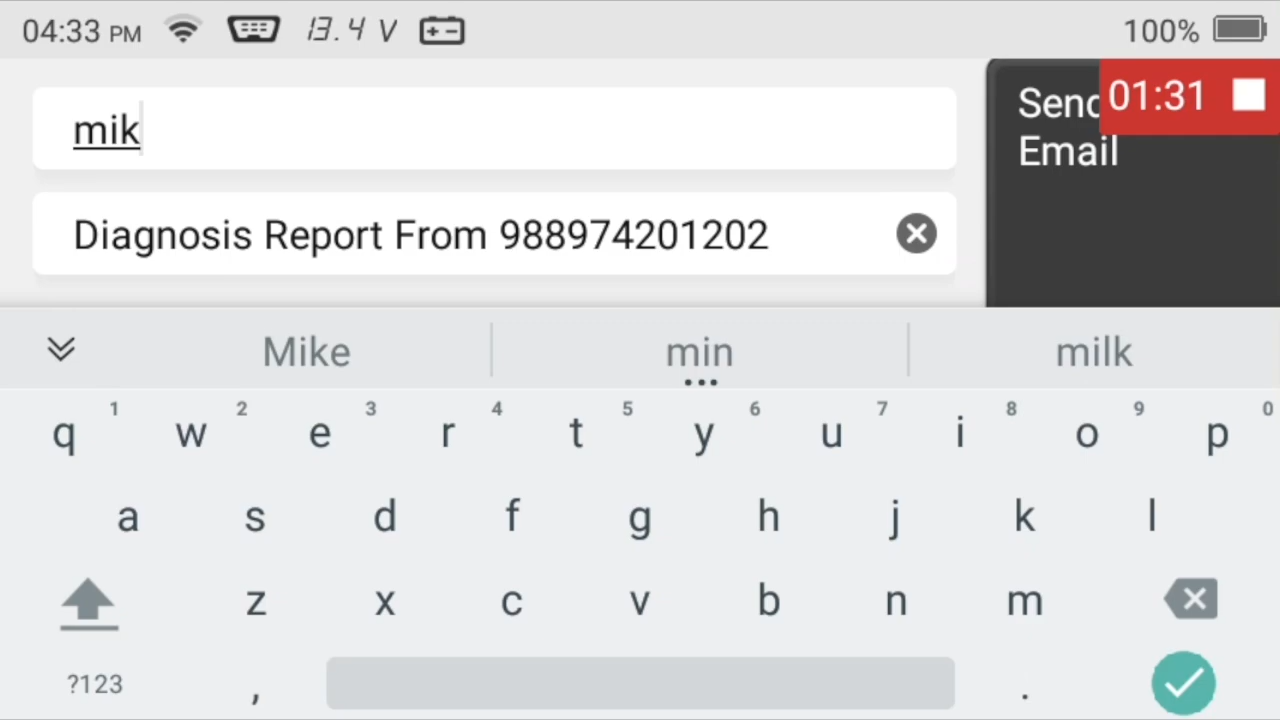 04:33 PM 13.4 V 100%
mik
Diagnosis Report From 988974201202
01:31
Email
Mike min milk
1 2 3 4 5 6 7 8 9 0
q w e r t y u i o p
a s d f g h j k l
z x c v b n m
?123 , .